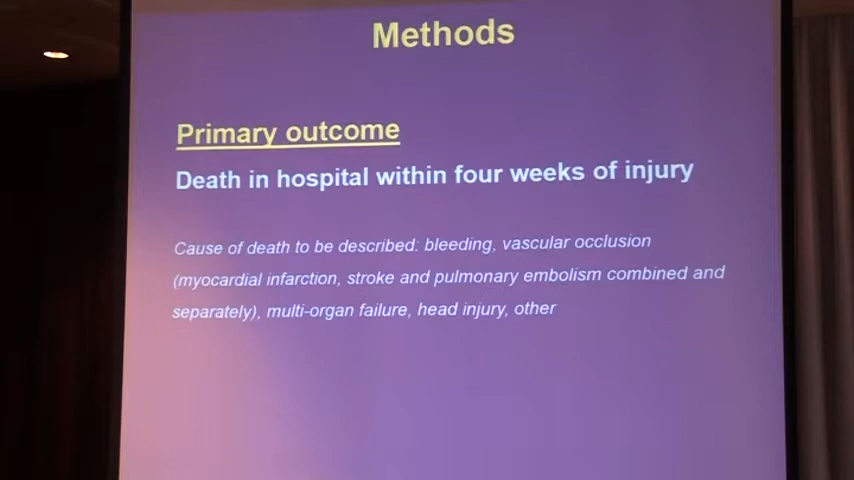 Methods
Primary outcome
Death in hospital within four weeks of injury
Cause of death to be described: bleeding, vascular occlusion
(myocardial infarction, stroke and pulmonary embolism combined and
separately), multi-organ failure, head injury, other